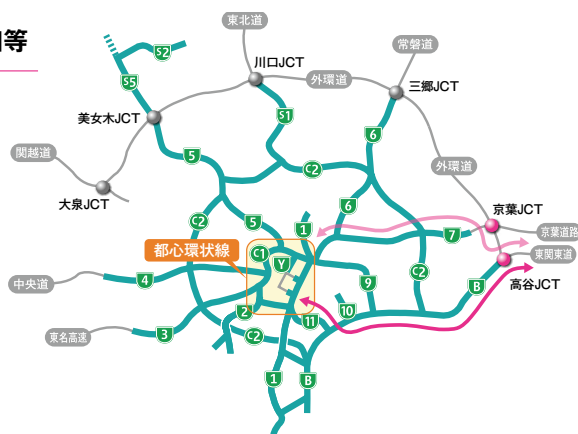 等
東北道
川口JCT
常磐道
外環道
三郷JCT
S2
S5
美女木JCT
S1
6
関越道
大泉JCT
5
C2
外環道
6
京葉JCT
C2
5
1
7
京葉道路
都心環状線
C1
Y
東関東道
高谷JCT
中央道
4
9
C2
B
2
10
11
東名高速
3
C2
1
B